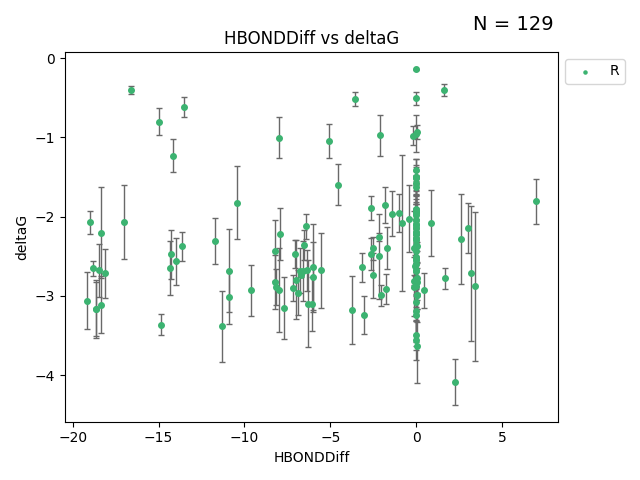 N = 129
HBONDDiff vs deltaG
R
deltaG
0
−1
−2
−3
−4
−20 −15 −10 −5 0 5
HBONDDiff